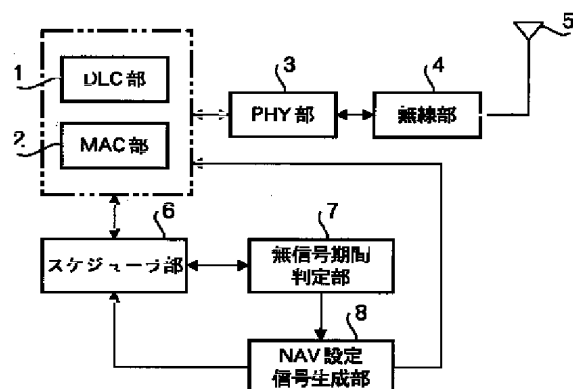 5
1
DLC部
3
4
PHY部
無線部
2
MAC部
6
7
スケジューラ部
無信号期間
判定部
8
NAV設定
信号生成部